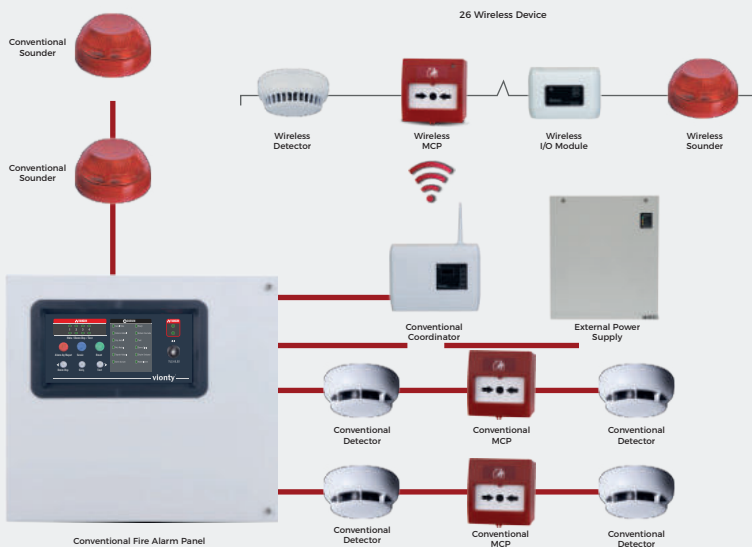 26 Wireless Device
Conventional
Sounder
Wireless
Detector
Wireless
MCP
Wireless
I/O Module
Wireless
Sounder
Conventional
Sounder
Conventional
Coordinator
External Power
Supply
vionty
Conventional
Detector
Conventional
MCP
Conventional
Detector
Conventional
Detector
Conventional
MCP
Conventional
Detector
Conventional Fire Alarm Panel